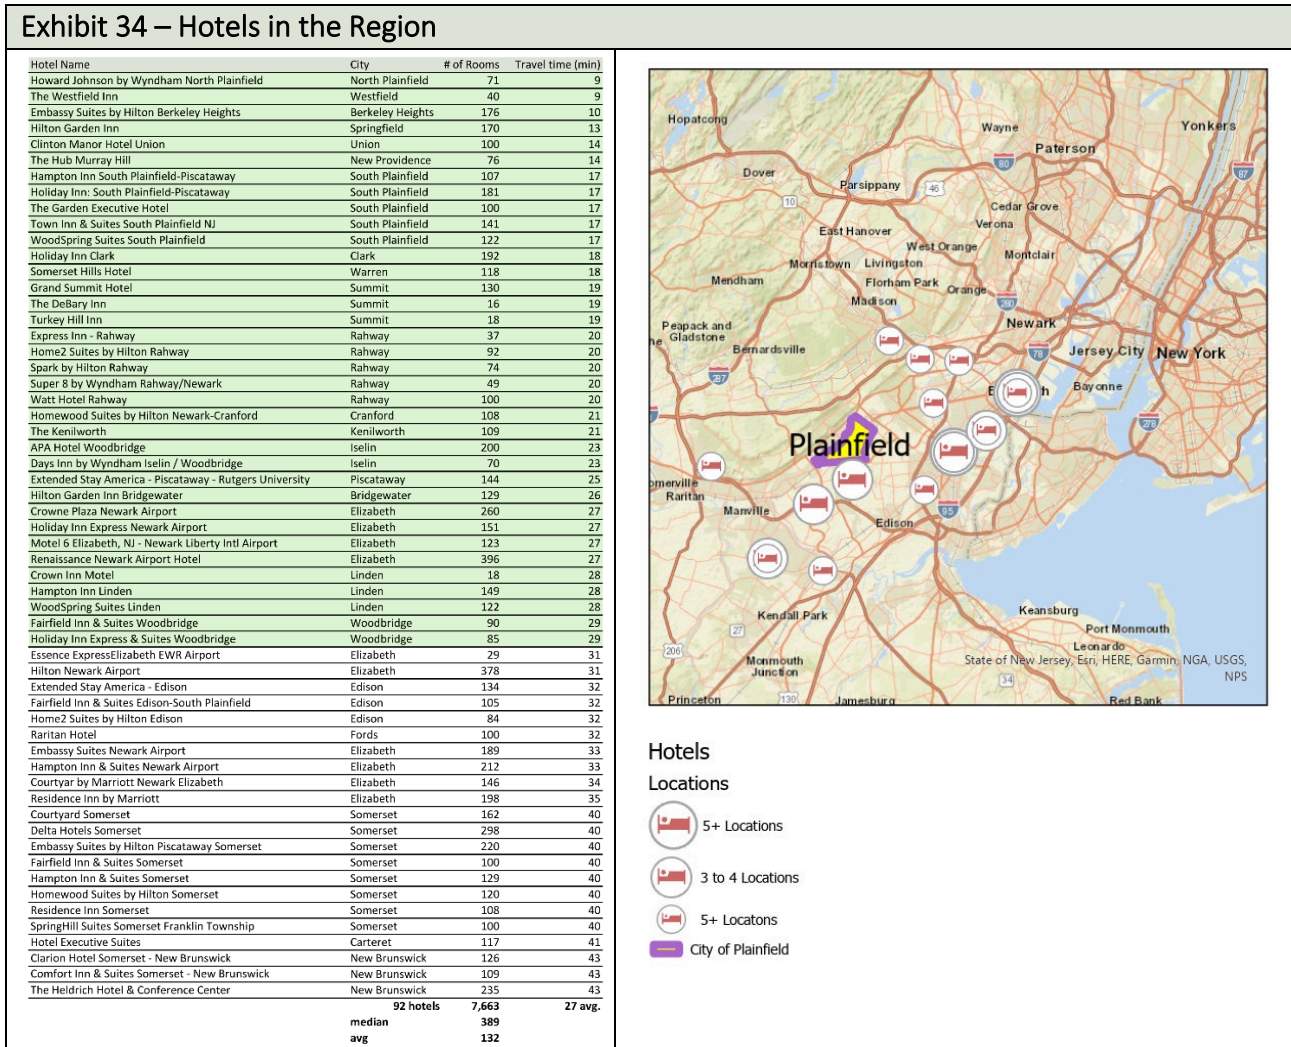 Exhibit 34 – Hotels in the Region
Hotel Name City # of Rooms Travel time (min)
Howard Johnson by Wyndham North Plainfield North Plainfield 71 9
The Westfield Inn Westfield 40 9
Embassy Suites by Hilton Berkeley Heights Berkeley Heights 176 10
Hilton Garden Inn Springfield 170 13
Clinton Manor Hotel Union Union 100 14
The Hub Murray Hill New Providence 76 14
Hampton Inn South Plainfield-Piscataway South Plainfield 107 17
Holiday Inn: South Plainfield-Piscataway South Plainfield 181 17
The Garden Executive Hotel South Plainfield 100 17
Town Inn & Suites South Plainfield NJ South Plainfield 141 17
WoodSpring Suites South Plainfield South Plainfield 122 17
Holiday Inn Clark Clark 192 18
Somerset Hills Hotel Warren 118 18
Grand Summit Hotel Summit 130 19
The DeBary Inn Summit 16 19
Turkey Hill Inn Summit 18 19
Express Inn - Rahway Rahway 37 20
Home2 Suites by Hilton Rahway Rahway 92 20
Spark by Hilton Rahway Rahway 74 20
Super 8 by Wyndham Rahway/Newark Rahway 49 20
Watt Hotel Rahway Rahway 100 20
Homewood Suites by Hilton Newark-Cranford Cranford 108 21
The Kenilworth Kenilworth 109 21
APA Hotel Woodbridge Iselin 200 23
Days Inn by Wyndham Iselin / Woodbridge Iselin 70 23
Extended Stay America - Piscataway - Rutgers University Piscataway 144 25
Hilton Garden Inn Bridgewater Bridgewater 129 26
Crowne Plaza Newark Airport Elizabeth 260 27
Holiday Inn Express Newark Airport Elizabeth 151 27
Motel 6 Elizabeth, NJ - Newark Liberty Intl Airport Elizabeth 123 27
Renaissance Newark Airport Hotel Elizabeth 396 27
Crown Inn Motel Linden 18 28
Hampton Inn Linden Linden 149 28
WoodSpring Suites Linden Linden 122 28
Fairfield Inn & Suites Woodbridge Woodbridge 90 29
Holiday Inn Express & Suites Woodbridge Woodbridge 85 29
Essence ExpressElizabeth EWR Airport Elizabeth 29 31
Hilton Newark Airport Elizabeth 378 31
Extended Stay America - Edison Edison 134 32
Fairfield Inn & Suites Edison-South Plainfield Edison 105 32
Home2 Suites by Hilton Edison Edison 84 32
Raritan Hotel Fords 100 32
Embassy Suites Newark Airport Elizabeth 189 33
Hampton Inn & Suites Newark Airport Elizabeth 212 33
Courtyar by Marriott Newark Elizabeth Elizabeth 146 34
Residence Inn by Marriott Elizabeth 198 35
Courtyard Somerset Somerset 162 40
Delta Hotels Somerset Somerset 298 40
Embassy Suites by Hilton Piscataway Somerset Somerset 220 40
Fairfield Inn & Suites Somerset Somerset 100 40
Hampton Inn & Suites Somerset Somerset 129 40
Homewood Suites by Hilton Somerset Somerset 120 40
Residence Inn Somerset Somerset 108 40
SpringHill Suites Somerset Franklin Township Somerset 100 40
Hotel Executive Suites Carteret 117 41
Clarion Hotel Somerset - New Brunswick New Brunswick 126 43
Comfort Inn & Suites Somerset - New Brunswick New Brunswick 109 43
The Heldrich Hotel & Conference Center New Brunswick 235 43
92 hotels 7,663 27 avg.
median 389
avg 132
Hopatcong
Wayne
Yonkers
Paterson
80
87
Dover
Parsippany
46
10
Cedar Grove
Verona
East Hanover
West Orange
Montclair
Morristown
Livingston
Mendham
Florham Park
Orange
280
Madison
Peapack and
Gladstone
Newark
Bernardsville
78
Jersey City
New York
287
Bayonne
278
Plainfield
omerville
Raritan
Manville
95
Edison
Kendall Park
Keansburg
27
Port Monmouth
206
Leonardo
Monmouth
Junction
State of New Jersey, Esri, HERE, Garmin, NGA, USGS,
NPS
34
Princeton
130
Jamesburg
Red Bank
Hotels
Locations
5+ Locations
3 to 4 Locations
5+ Locatons
City of Plainfield